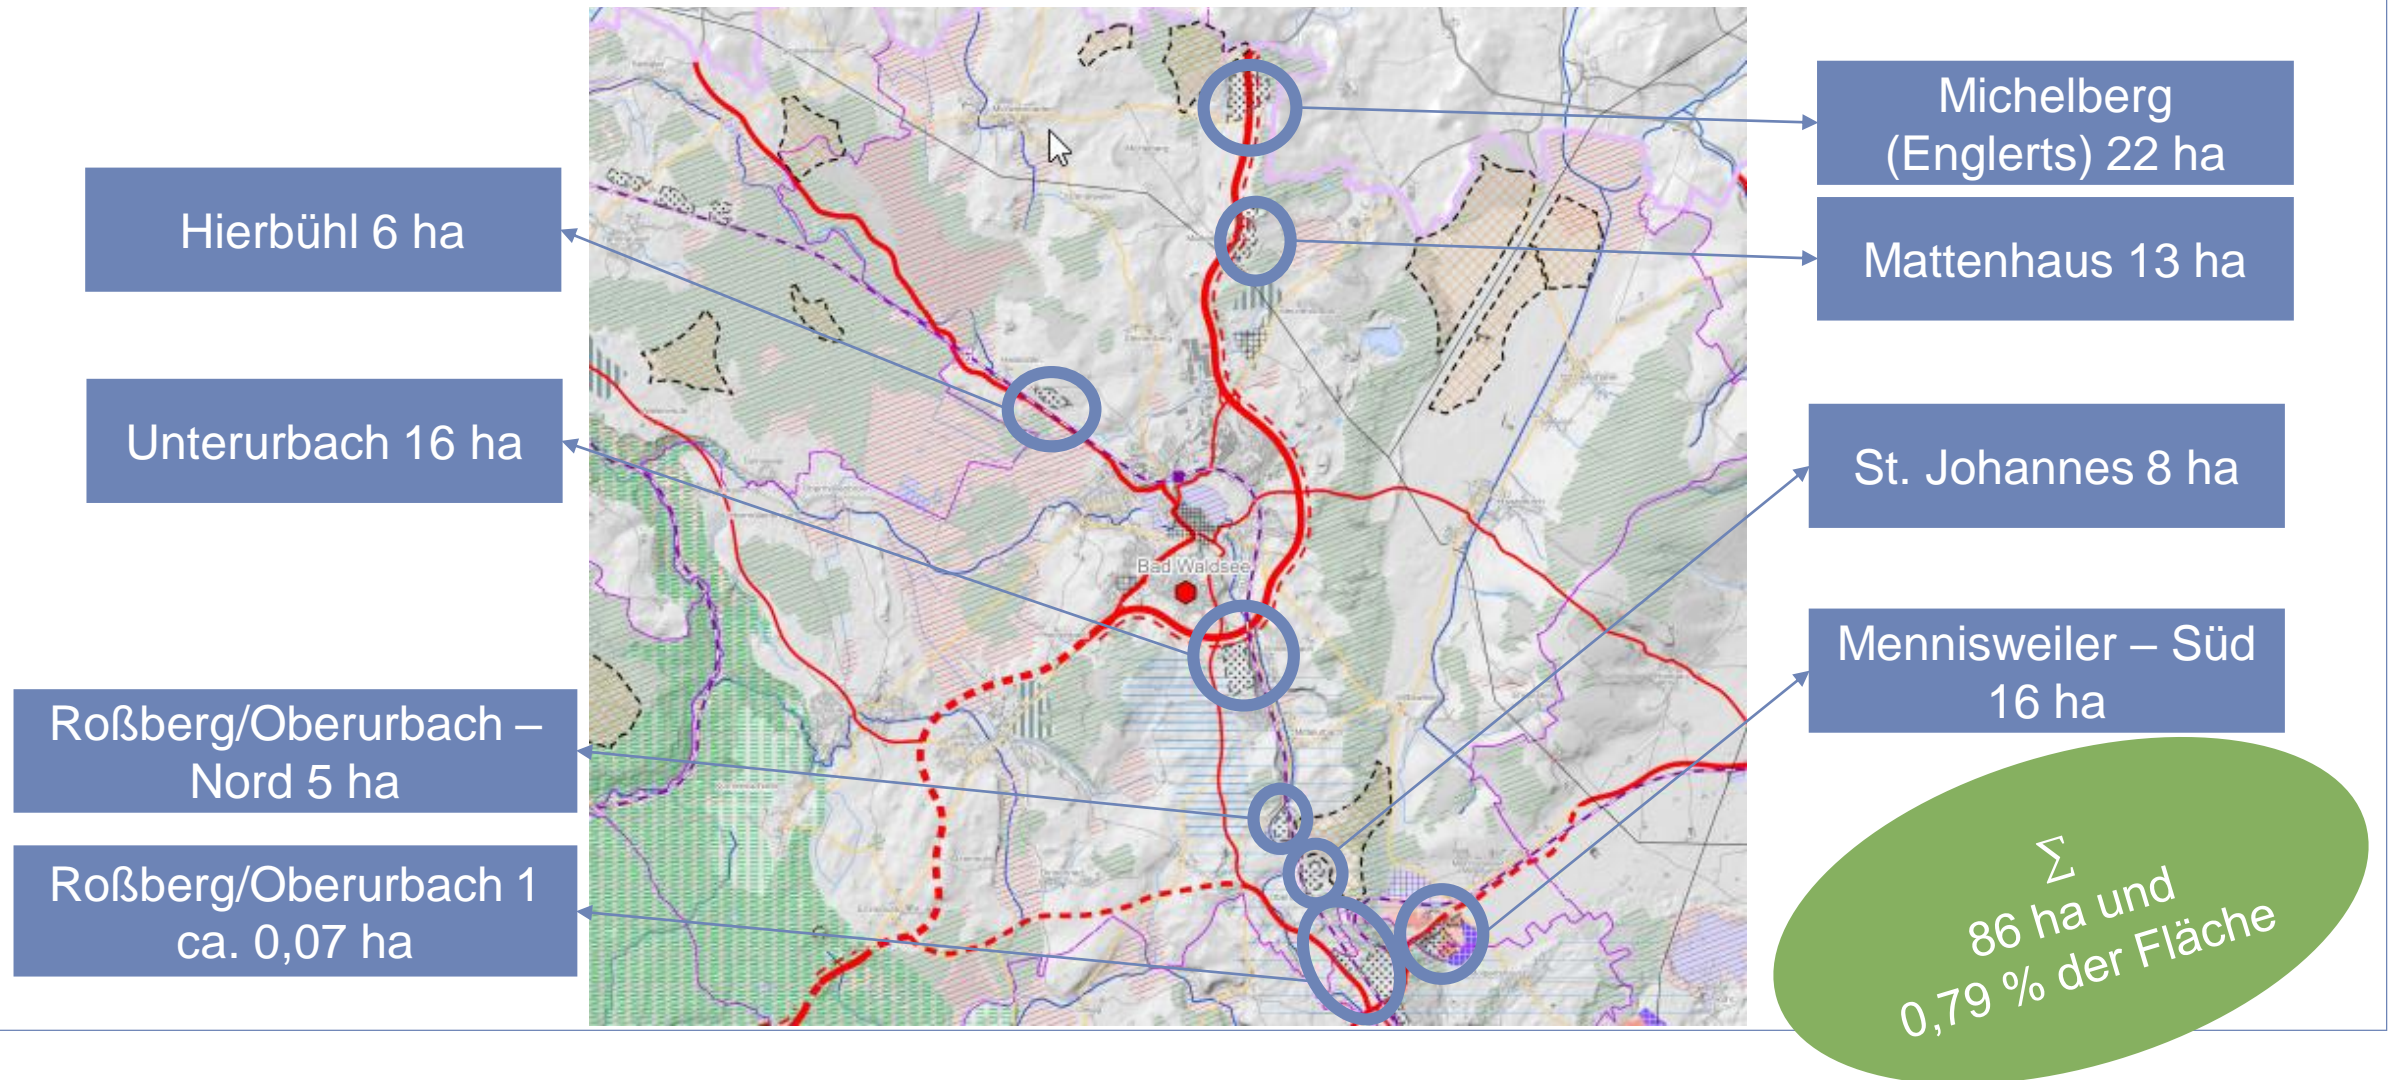 Michelberg
(Englerts) 22 ha
Hierbühl 6 ha
Mattenhaus 13 ha
Unterurbach 16 ha
St. Johannes 8 ha
Bad Waldsee
Mennisweiler – Süd
16 ha
Roßberg/Oberurbach –
Nord 5 ha
Roßberg/Oberurbach 1
ca. 0,07 ha
∑
86 ha und
0,79 % der Fläche